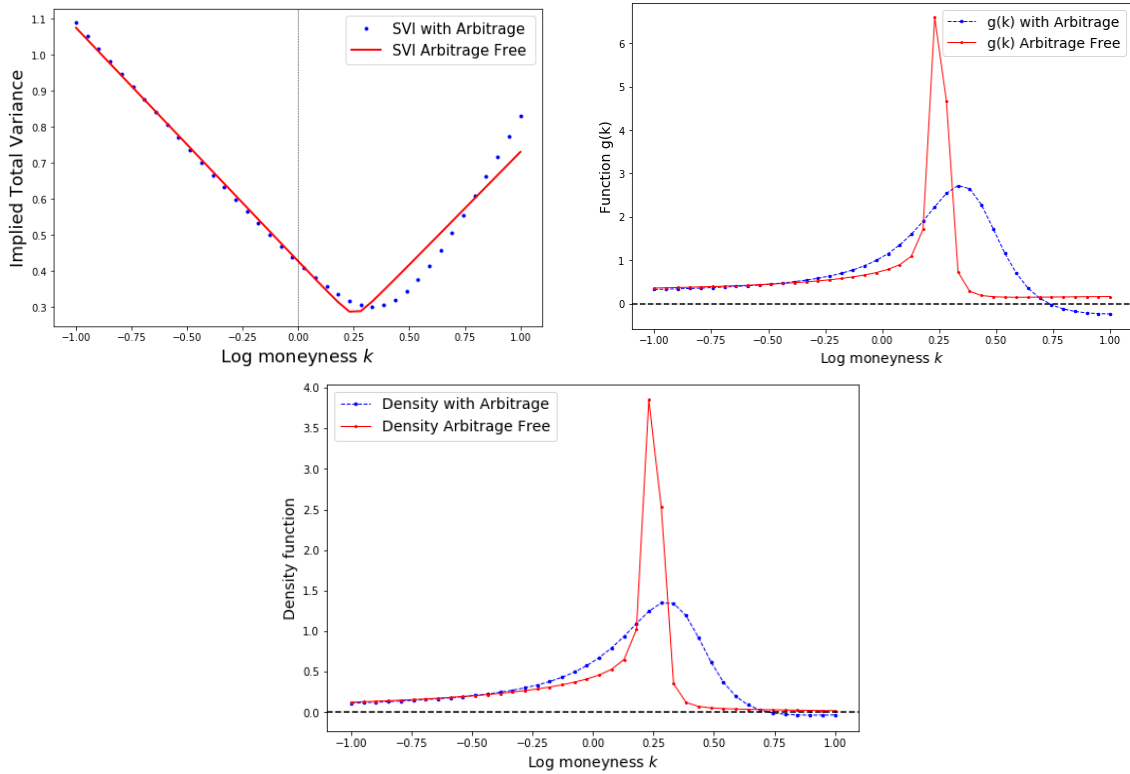 SVI with Arbitrage
SVI Arbitrage Free
Implied Total Variance
1.1
1.0
0.9
0.8
0.7
0.6
0.5
0.4
0.3
−1.00 −0.75 −0.50 −0.25 0.00 0.25 0.50 0.75 1.00
Log moneyness k
g(k) with Arbitrage
g(k) Arbitrage Free
Function g(k)
6
5
4
3
2
1
0
−1.00 −0.75 −0.50 −0.25 0.00 0.25 0.50 0.75 1.00
Log moneyness k
Density with Arbitrage
Density Arbitrage Free
Density function
4.0
3.5
3.0
2.5
2.0
1.5
1.0
0.5
0.0
−1.00 −0.75 −0.50 −0.25 0.00 0.25 0.50 0.75 1.00
Log moneyness k